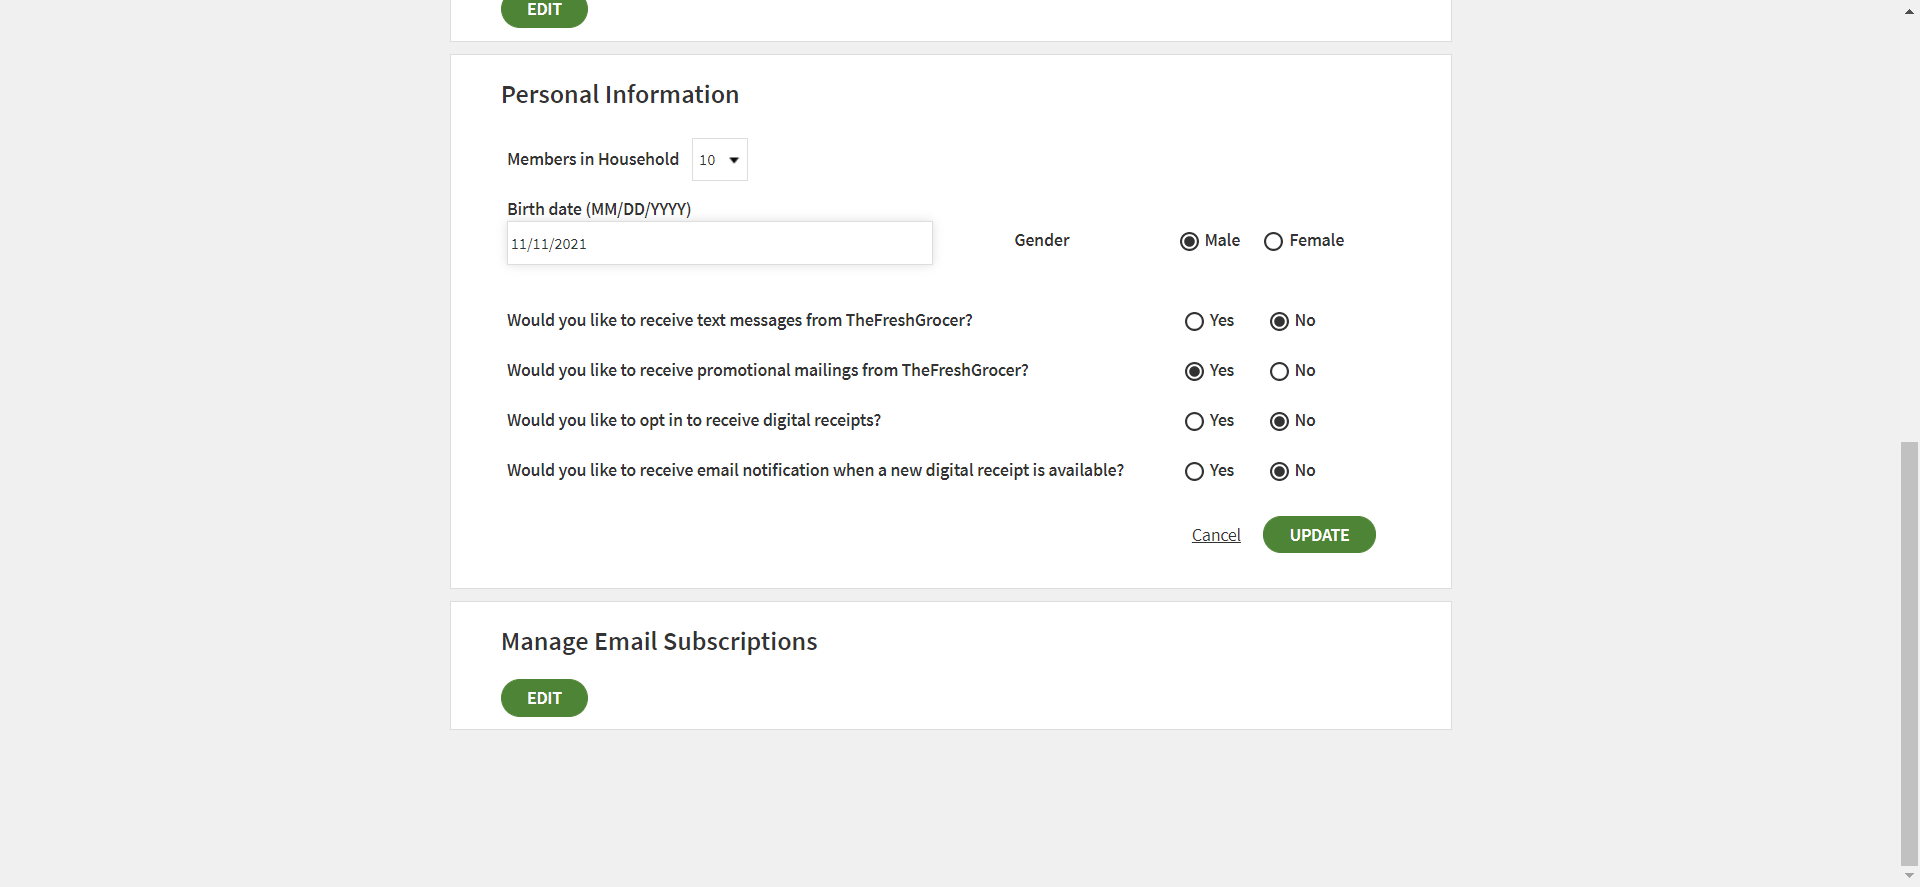 EDIT
Personal Information
Members in Household 10
Birth date (MM/DD/YYYY)
11/11/2021
Gender Male Female
Would you like to receive text messages from TheFreshGrocer? Yes No
Would you like to receive promotional mailings from TheFreshGrocer? Yes No
Would you like to opt in to receive digital receipts? Yes No
Would you like to receive email notification when a new digital receipt is available? Yes No
Cancel UPDATE
Manage Email Subscriptions
EDIT